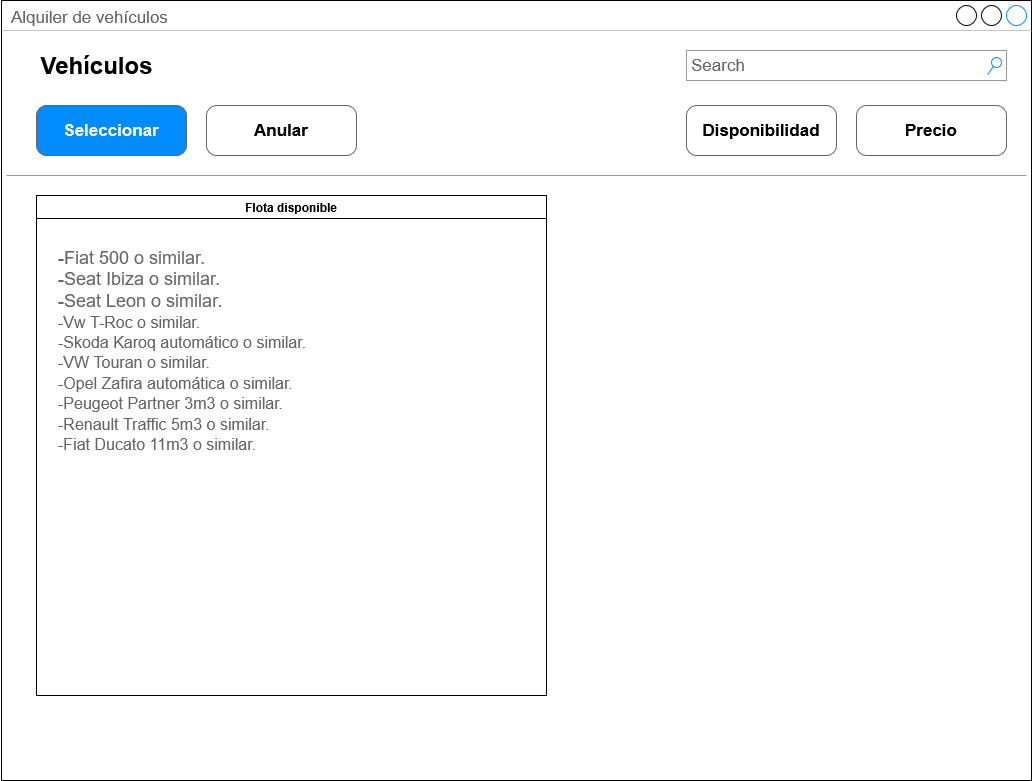 Alquiler de vehículos
Vehículos
Search
Seleccionar
Anular
Disponibilidad
Precio
Flota disponible
-Fiat 500 o similar.
-Seat Ibiza o similar.
-Seat Leon o similar.
-Vw T-Roc o similar.
-Skoda Karoq automático o similar.
-VW Touran o similar.
-Opel Zafira automática o similar.
-Peugeot Partner 3m3 o similar.
-Renault Traffic 5m3 o similar.
-Fiat Ducato 11m3 o similar.